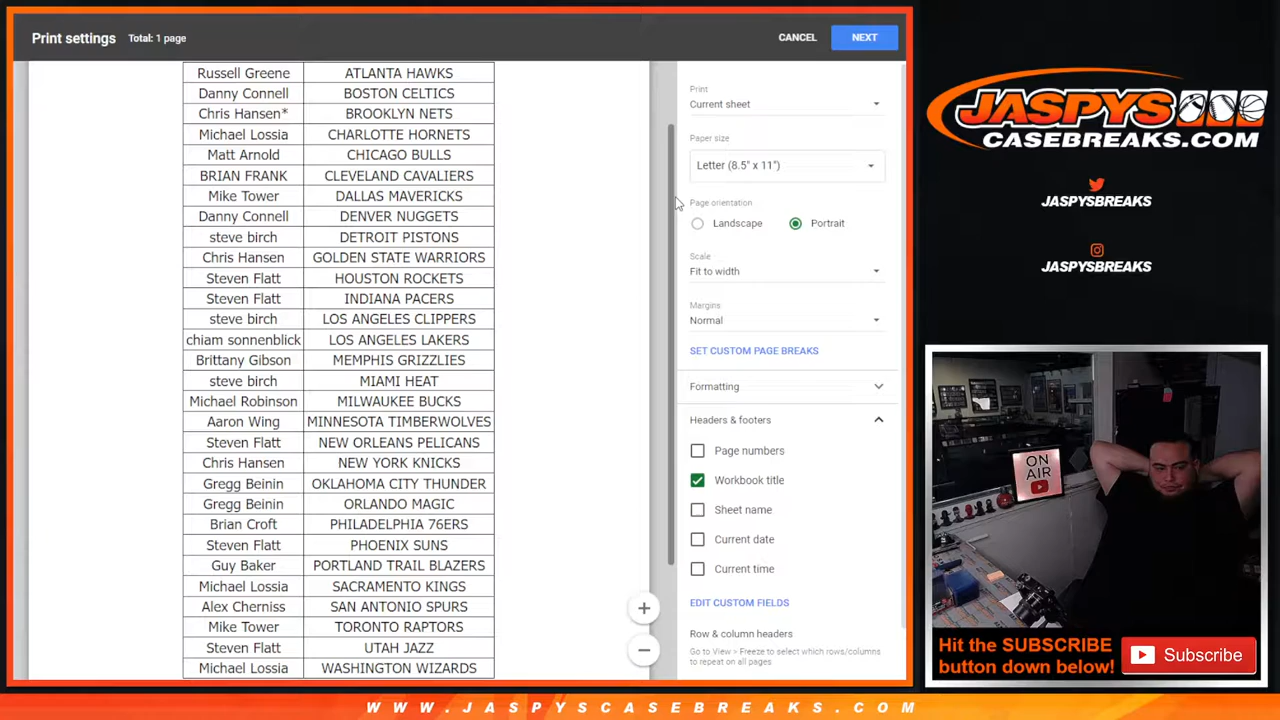 Print settings Total: 1 page CANCEL NEXT
Russell Greene ATLANTA HAWKS
Danny Connell BOSTON CELTICS
Chris Hansen* BROOKLYN NETS
Michael Lossia CHARLOTTE HORNETS
Matt Arnold CHICAGO BULLS
BRIAN FRANK CLEVELAND CAVALIERS
Mike Tower DALLAS MAVERICKS
Danny Connell DENVER NUGGETS
steve birch DETROIT PISTONS
Chris Hansen GOLDEN STATE WARRIORS
Steven Flatt HOUSTON ROCKETS
Steven Flatt INDIANA PACERS
steve birch LOS ANGELES CLIPPERS
chiam sonnenblick LOS ANGELES LAKERS
Brittany Gibson MEMPHIS GRIZZLIES
steve birch MIAMI HEAT
Michael Robinson MILWAUKEE BUCKS
Aaron Wing MINNESOTA TIMBERWOLVES
Steven Flatt NEW ORLEANS PELICANS
Chris Hansen NEW YORK KNICKS
Gregg Beinin OKLAHOMA CITY THUNDER
Gregg Beinin ORLANDO MAGIC
Brian Croft PHILADELPHIA 76ERS
Steven Flatt PHOENIX SUNS
Guy Baker PORTLAND TRAIL BLAZERS
Michael Lossia SACRAMENTO KINGS
Alex Cherniss SAN ANTONIO SPURS
Mike Tower TORONTO RAPTORS
Steven Flatt UTAH JAZZ
Michael Lossia WASHINGTON WIZARDS
Print
Current sheet
Paper size
Letter (8.5" x 11")
Page orientation
Landscape Portrait
Scale
Fit to width
Margins
Normal
SET CUSTOM PAGE BREAKS
Formatting
Headers & footers
Page numbers
Workbook title
Sheet name
Current date
Current time
EDIT CUSTOM FIELDS
Row & column headers
Go to View > Freeze to select which rows/columns
to repeat on all pages
JASPYS
CASEBREAKS.COM
JASPYSBREAKS
JASPYSBREAKS
ON
AIR
Hit the SUBSCRIBE
button down below!
Subscribe
WWW.JASPYSCASEBREAKS.COM